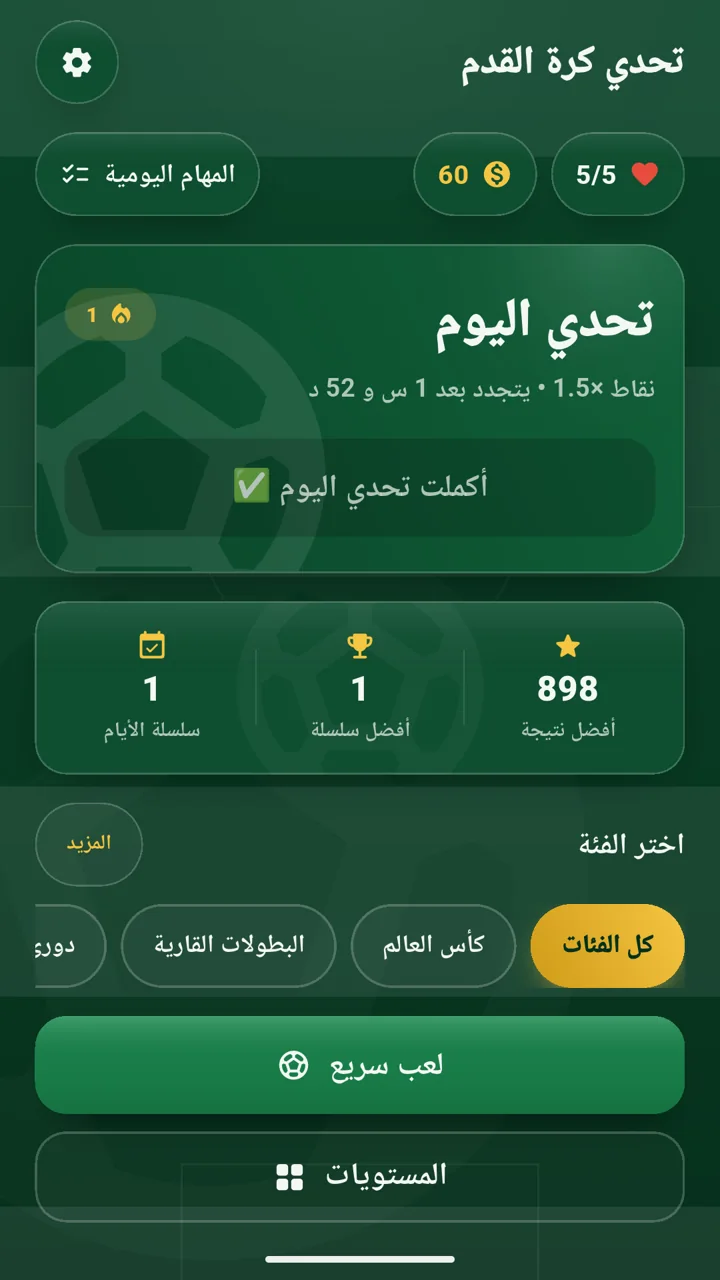 تحدي كرة القدم
5/5
60
المهام اليومية
تحدي اليوم
1
نقاط ×1.5 • يتجدد بعد 1 س و 52 د
أكملت تحدي اليوم ✅
898
أفضل نتيجة
1
أفضل سلسلة
1
سلسلة الأيام
اختر الفئة
المزيد
كل الفئات
كأس العالم
البطولات القارية
لعب سريع
المستويات